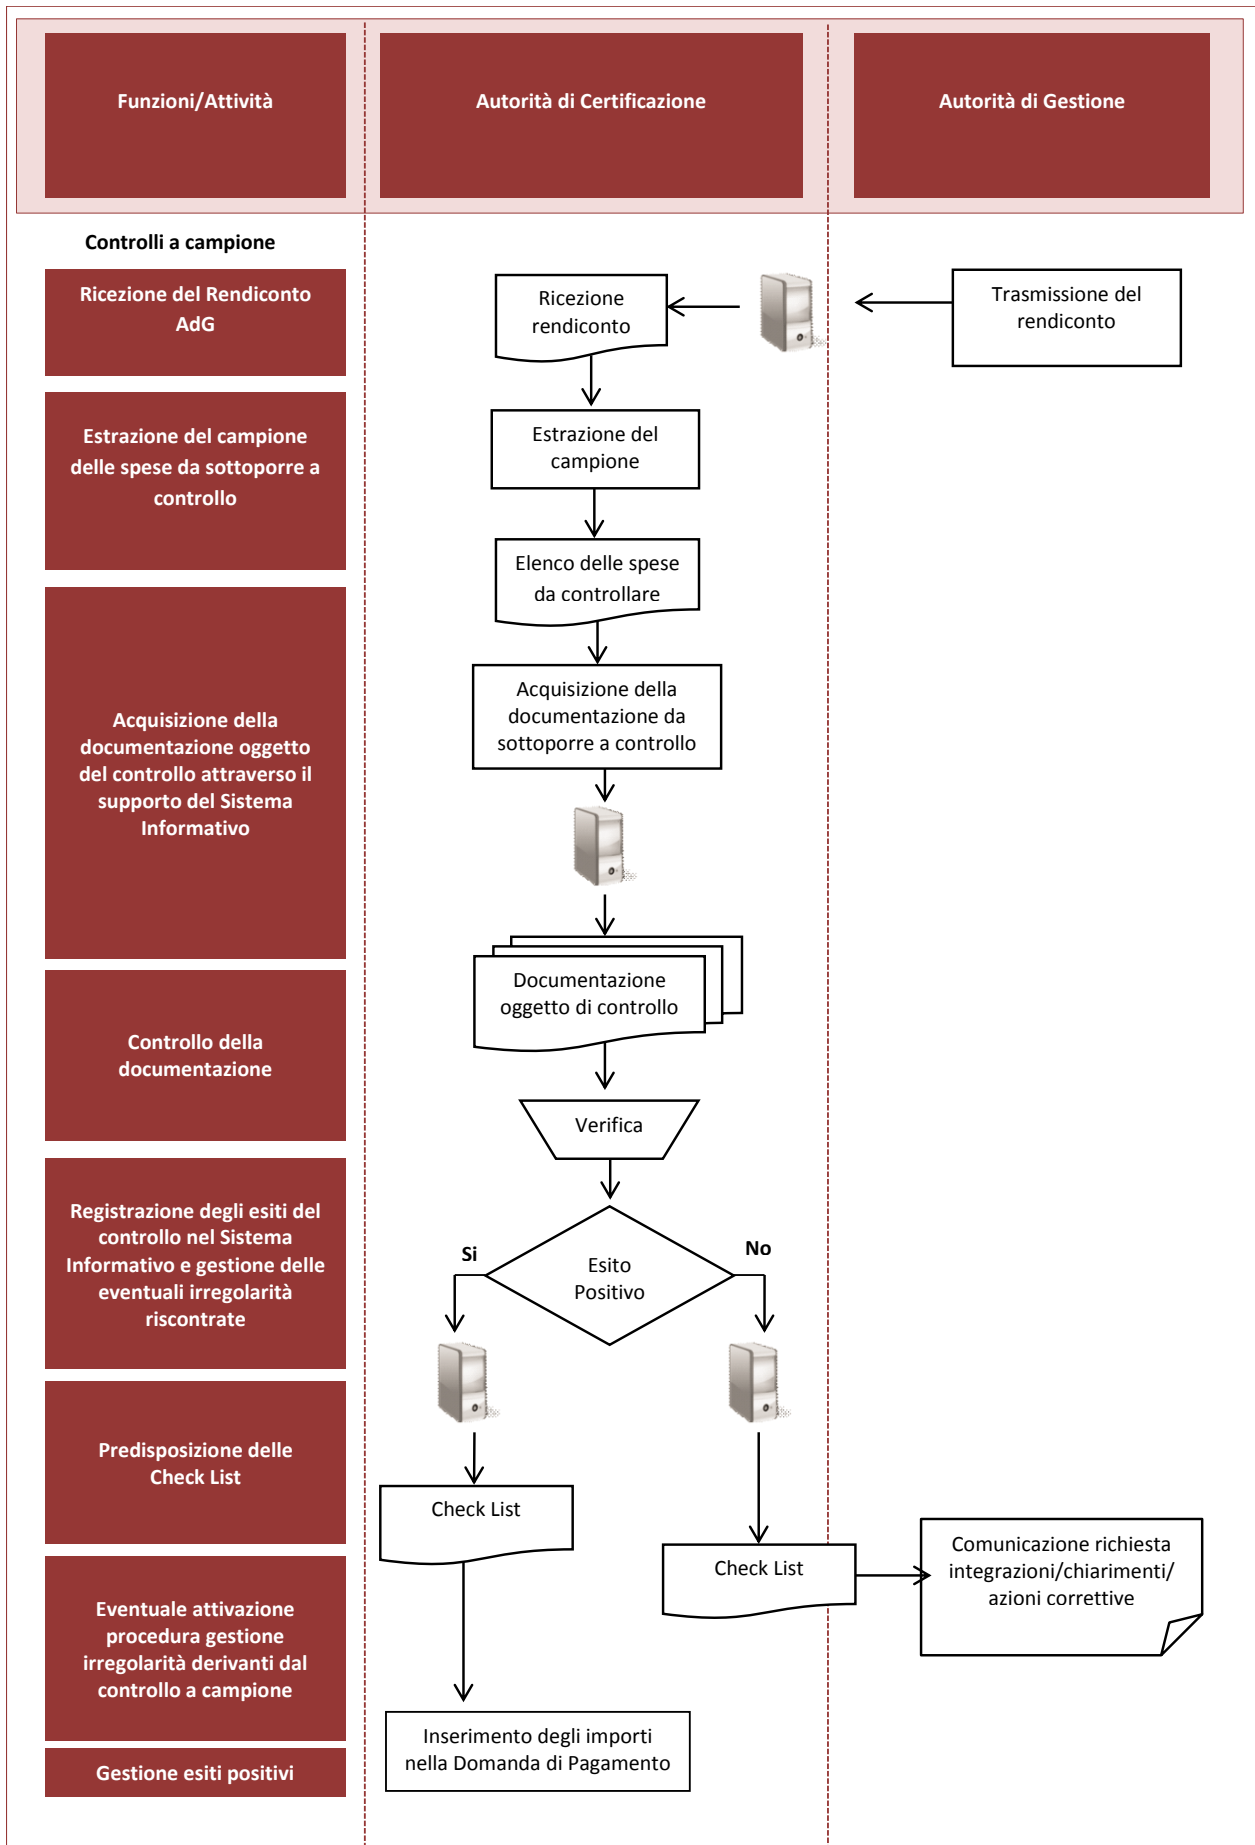 Funzioni/Attività
Autorità di Certificazione
Autorità di Gestione
Controlli a campione
Ricezione del Rendiconto
AdG
Ricezione
rendiconto
Trasmissione del
rendiconto
Estrazione del campione
delle spese da sottoporre a
controllo
Estrazione del
campione
Elenco delle spese
da controllare
Acquisizione della
documentazione oggetto
del controllo attraverso il
supporto del Sistema
Informativo
Acquisizione della
documentazione da
sottoporre a controllo
Documentazione
oggetto di controllo
Controllo della
documentazione
Verifica
Registrazione degli esiti del
controllo nel Sistema
Informativo e gestione delle
eventuali irregolarità
riscontrate
Si
No
Esito
Positivo
Predisposizione delle
Check List
Check List
Check List
Comunicazione richiesta
integrazioni/chiarimenti/
azioni correttive
Eventuale attivazione
procedura gestione
irregolarità derivanti dal
controllo a campione
Inserimento degli importi
nella Domanda di Pagamento
Gestione esiti positivi